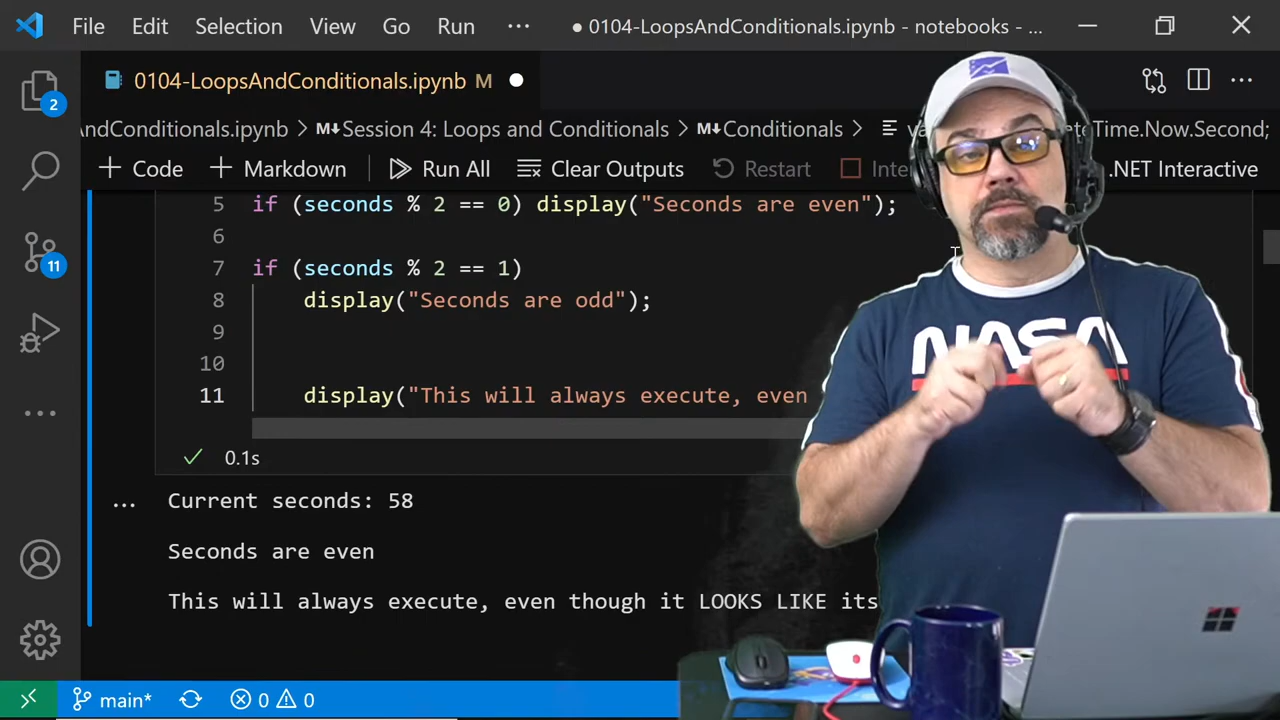 File Edit Selection View Go Run ··· ● 0104-LoopsAndConditionals.ipynb - notebooks - ...
0104-LoopsAndConditionals.ipynb M
AndConditionals.ipynb > Session 4: Loops and Conditionals > Conditionals > eTime.Now.Second;
+ Code + Markdown Run All Clear Outputs Restart .NET Interactive
2
5 if (seconds % 2 == 0) display("Seconds are even");
6
7 if (seconds % 2 == 1)
11
8 display("Seconds are odd");
9
10
11 display("This will always execute, even
NASA
0.1s
... Current seconds: 58
Seconds are even
This will always execute, even though it LOOKS LIKE its
main* 0 0